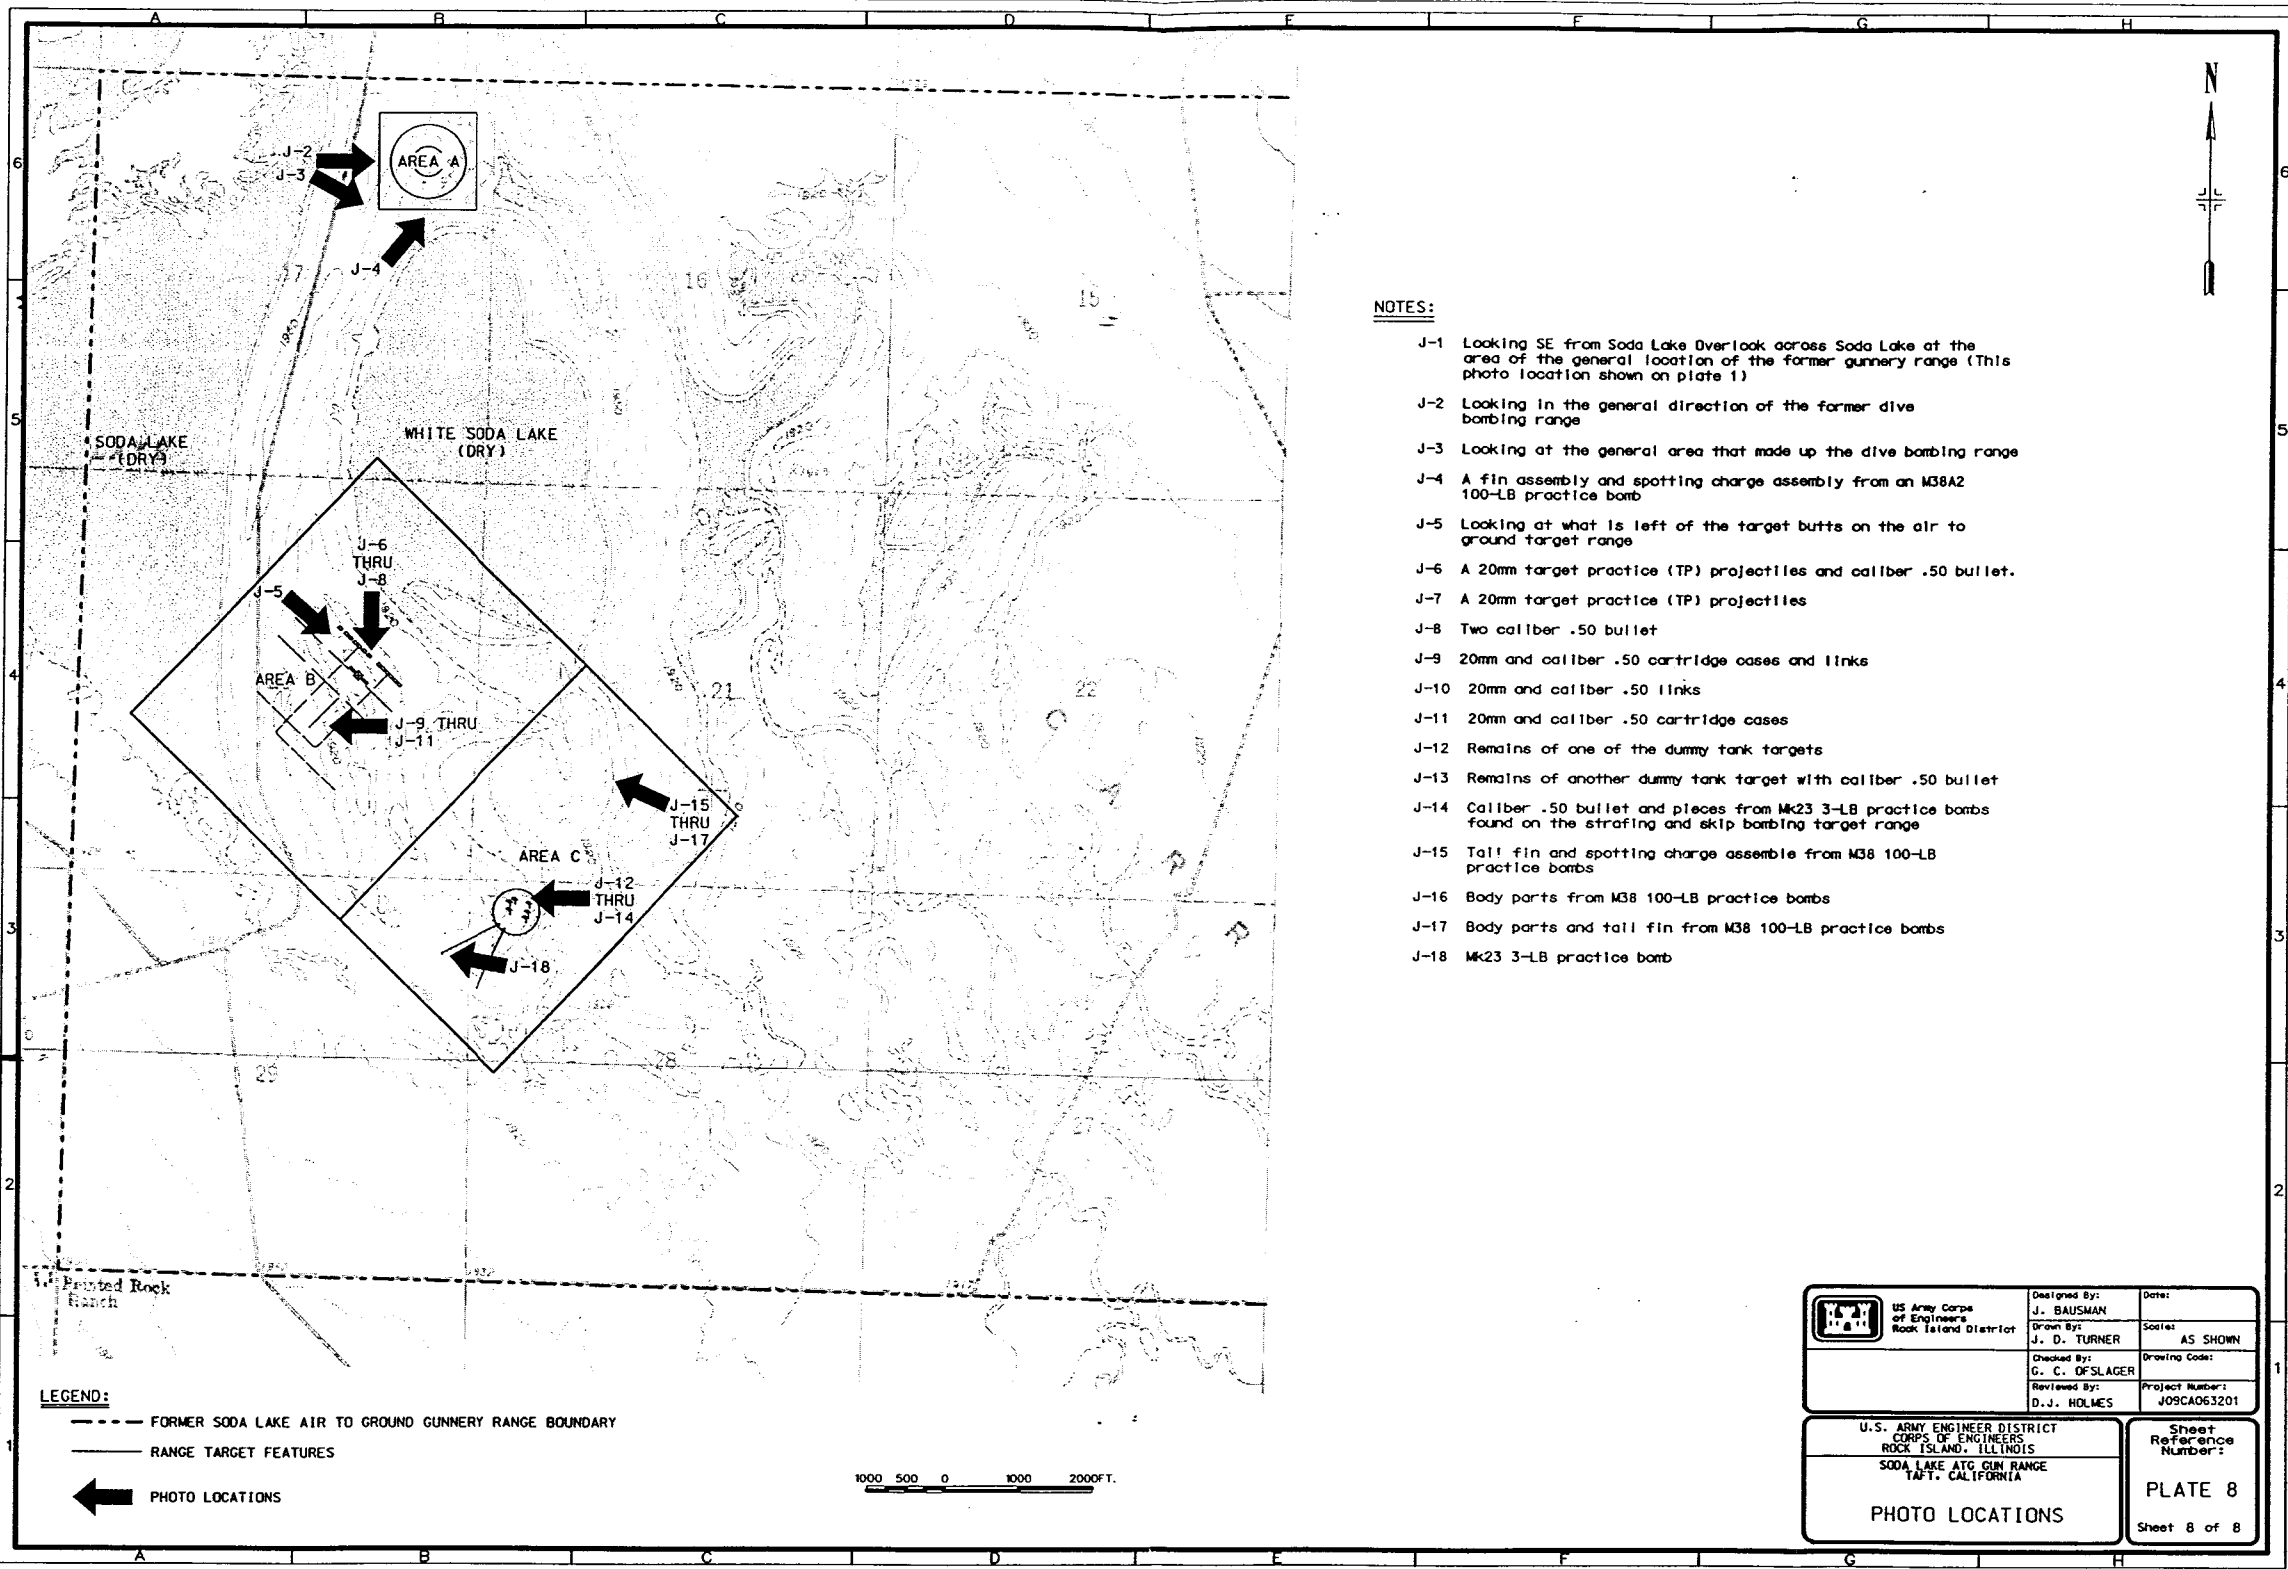 A B C D E F G H
N
6
J-2
J-3
AREA A
6
J-4
17
16
15
1920
5
SODA LAKE
(DRY)
WHITE SODA LAKE
(DRY)
5
J-6
THRU
J-8
J-5
4
AREA B
21
22
4
J-9 THRU
J-11
J-15
THRU
J-17
AREA C
J-12
THRU
J-14
3
J-18
3
C
A
R
R
29
28
27
2
2
Painted Rock
Ranch
1
1
NOTES:
J-1 Looking SE from Soda Lake Overlook across Soda Lake at the
area of the general location of the former gunnery range (This
photo location shown on plate 1)
J-2 Looking in the general direction of the former dive
bombing range
J-3 Looking at the general area that made up the dive bombing range
J-4 A fin assembly and spotting charge assembly from an M38A2
100-LB practice bomb
J-5 Looking at what is left of the target butts on the air to
ground target range
J-6 A 20mm target practice (TP) projectiles and caliber .50 bullet.
J-7 A 20mm target practice (TP) projectiles
J-8 Two caliber .50 bullet
J-9 20mm and caliber .50 cartridge cases and links
J-10 20mm and caliber .50 links
J-11 20mm and caliber .50 cartridge cases
J-12 Remains of one of the dummy tank targets
J-13 Remains of another dummy tank target with caliber .50 bullet
J-14 Caliber .50 bullet and pieces from Mk23 3-LB practice bombs
found on the strafing and skip bombing target range
J-15 Tail fin and spotting charge assemble from M38 100-LB
practice bombs
J-16 Body parts from M38 100-LB practice bombs
J-17 Body parts and tail fin from M38 100-LB practice bombs
J-18 Mk23 3-LB practice bomb
LEGEND:
FORMER SODA LAKE AIR TO GROUND GUNNERY RANGE BOUNDARY
RANGE TARGET FEATURES
PHOTO LOCATIONS
1000 500 0 1000 2000FT.
US Army Corps
of Engineers
Rock Island District
Designed By:
J. BAUSMAN
Date:
Drawn By:
J. D. TURNER
Scale:
AS SHOWN
Checked By:
G. C. OFSLAGER
Drawing Code:
Reviewed By:
D.J. HOLMES
Project Number:
J09CA063201
U.S. ARMY ENGINEER DISTRICT
CORPS OF ENGINEERS
ROCK ISLAND, ILLINOIS
SODA LAKE ATG GUN RANGE
TAFT, CALIFORNIA
PHOTO LOCATIONS
Sheet
Reference
Number:
PLATE 8
Sheet 8 of 8
A B C D E F G H